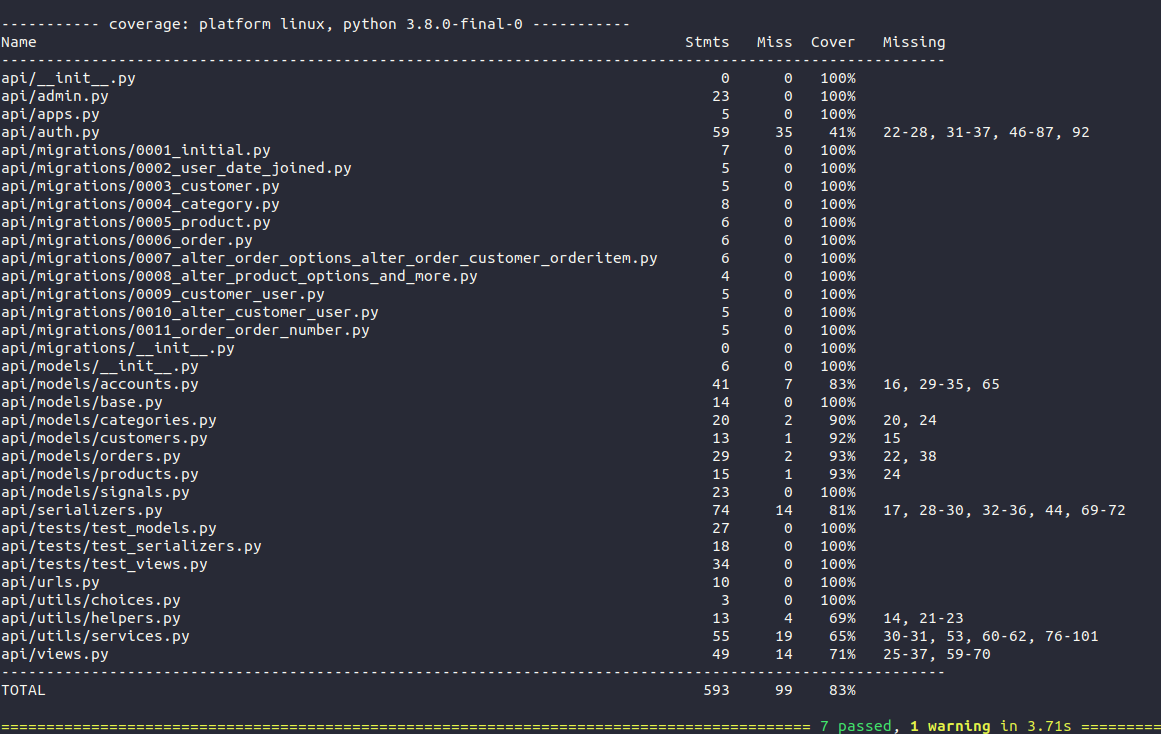 ----------- coverage: platform linux, python 3.8.0-final-0 -----------
Name                                                                         Stmts   Miss  Cover   Missing
---------------------------------------------------------------------------------------------------------
api/__init__.py                                                                  0      0   100%
api/admin.py                                                                    23      0   100%
api/apps.py                                                                      5      0   100%
api/auth.py                                                                     59     35    41%   22-28, 31-37, 46-87, 92
api/migrations/0001_initial.py                                                   7      0   100%
api/migrations/0002_user_date_joined.py                                          5      0   100%
api/migrations/0003_customer.py                                                  5      0   100%
api/migrations/0004_category.py                                                  8      0   100%
api/migrations/0005_product.py                                                   6      0   100%
api/migrations/0006_order.py                                                     6      0   100%
api/migrations/0007_alter_order_options_alter_order_customer_orderitem.py        6      0   100%
api/migrations/0008_alter_product_options_and_more.py                            4      0   100%
api/migrations/0009_customer_user.py                                             5      0   100%
api/migrations/0010_alter_customer_user.py                                       5      0   100%
api/migrations/0011_order_order_number.py                                        5      0   100%
api/migrations/__init__.py                                                       0      0   100%
api/models/__init__.py                                                           6      0   100%
api/models/accounts.py                                                          41      7    83%   16, 29-35, 65
api/models/base.py                                                              14      0   100%
api/models/categories.py                                                        20      2    90%   20, 24
api/models/customers.py                                                         13      1    92%   15
api/models/orders.py                                                            29      2    93%   22, 38
api/models/products.py                                                          15      1    93%   24
api/models/signals.py                                                           23      0   100%
api/serializers.py                                                              74     14    81%   17, 28-30, 32-36, 44, 69-72
api/tests/test_models.py                                                        27      0   100%
api/tests/test_serializers.py                                                   18      0   100%
api/tests/test_views.py                                                         34      0   100%
api/urls.py                                                                     10      0   100%
api/utils/choices.py                                                             3      0   100%
api/utils/helpers.py                                                            13      4    69%   14, 21-23
api/utils/services.py                                                           55     19    65%   30-31, 53, 60-62, 76-101
api/views.py                                                                    49     14    71%   25-37, 59-70
---------------------------------------------------------------------------------------------------------
TOTAL                                                                          593     99    83%
========================================================================================== 7 passed, 1 warning in 3.71s =========